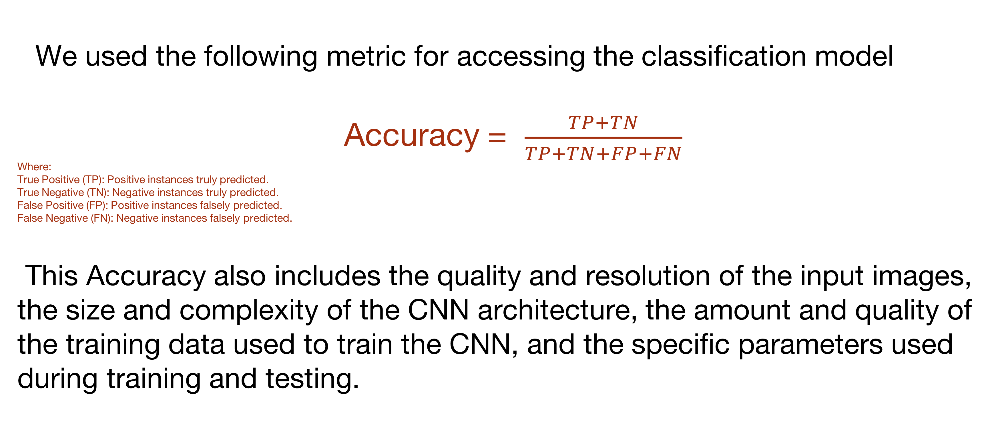 We used the following metric for accessing the classification model
Accuracy = TP+TN / TP+TN+FP+FN
Where:
True Positive (TP): Positive instances truly predicted.
True Negative (TN): Negative instances truly predicted.
False Positive (FP): Positive instances falsely predicted.
False Negative (FN): Negative instances falsely predicted.
This Accuracy also includes the quality and resolution of the input images,
the size and complexity of the CNN architecture, the amount and quality of
the training data used to train the CNN, and the specific parameters used
during training and testing.